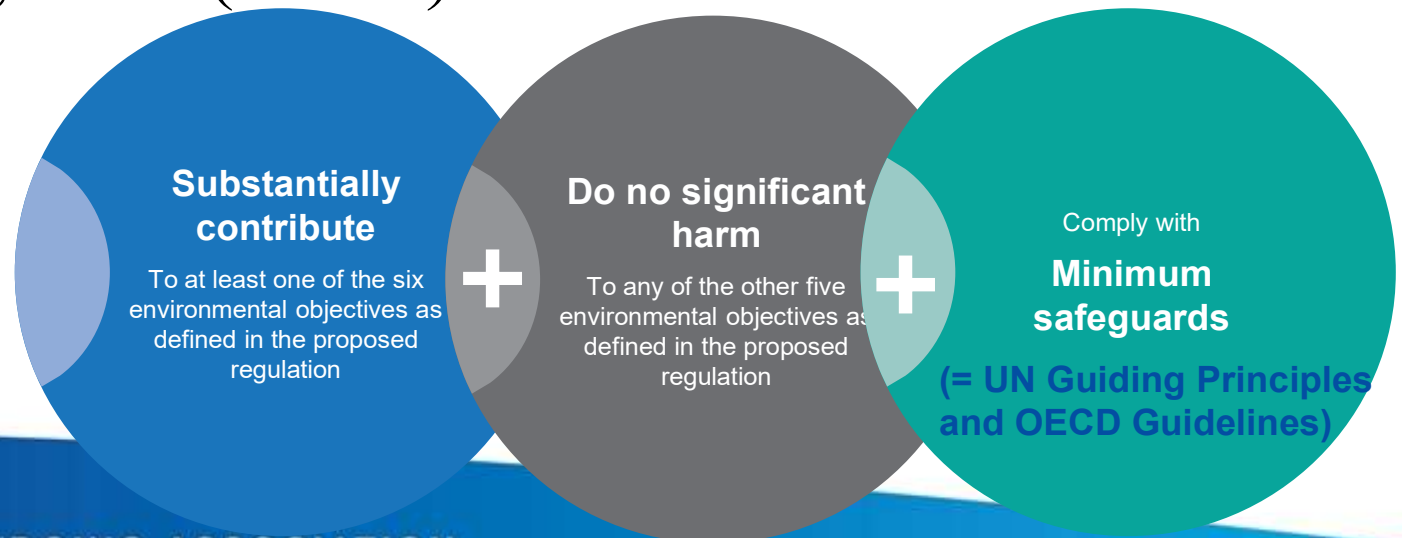 Substantially
contribute
To at least one of the six
environmental objectives as
defined in the proposed
regulation
+
Do no significant
harm
To any of the other five
environmental objectives as
defined in the proposed
regulation
+
Comply with
Minimum
safeguards
(= UN Guiding Principles
and OECD Guidelines)